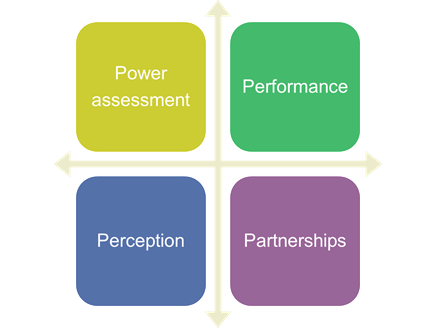 Power
assessment
Performance
Perception
Partnerships